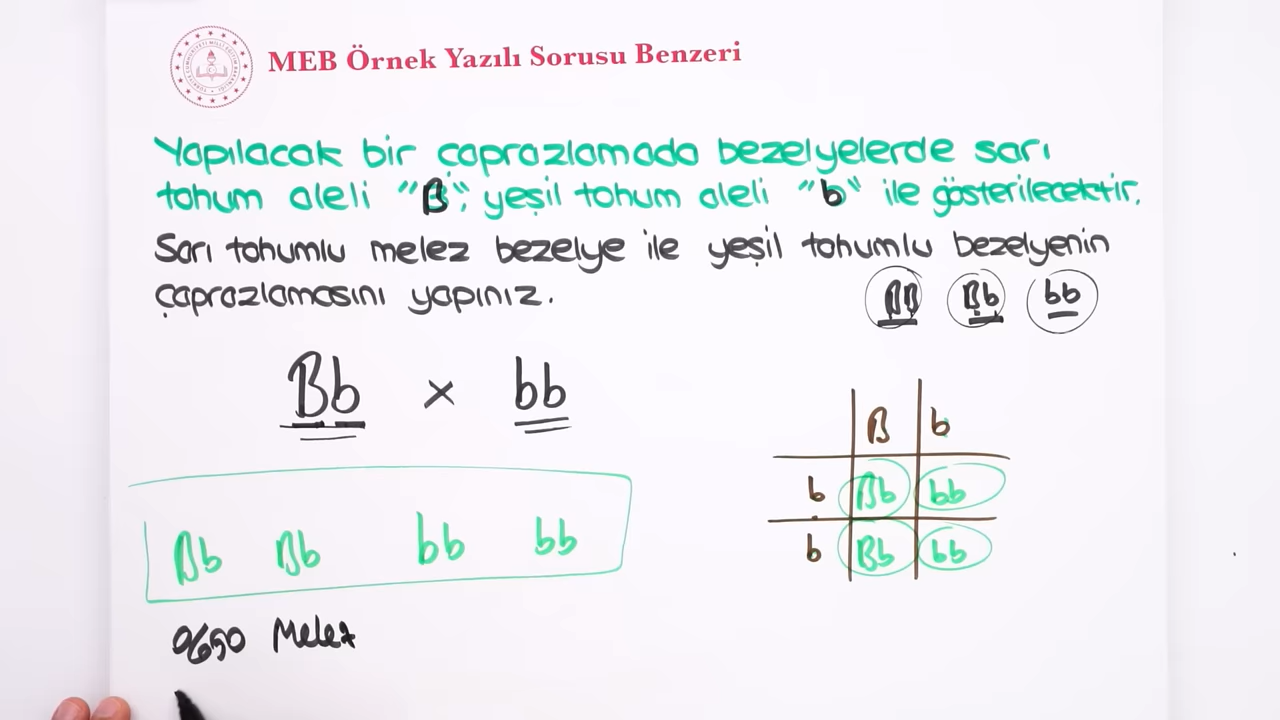 MEB Örnek Yazılı Sorusu Benzeri
Yapılacak bir çaprazlamada bezelyelerde sarı
tohum aleli "B", yeşil tohum aleli "b" ile gösterilecektir.
Sarı tohumlu melez bezelye ile yeşil tohumlu bezelyenin
çaprazlamasını yapınız.
BB Bb bb
Bb x bb
B b
b Bb bb
b Bb bb
Bb Bb bb bb
%50 Melez